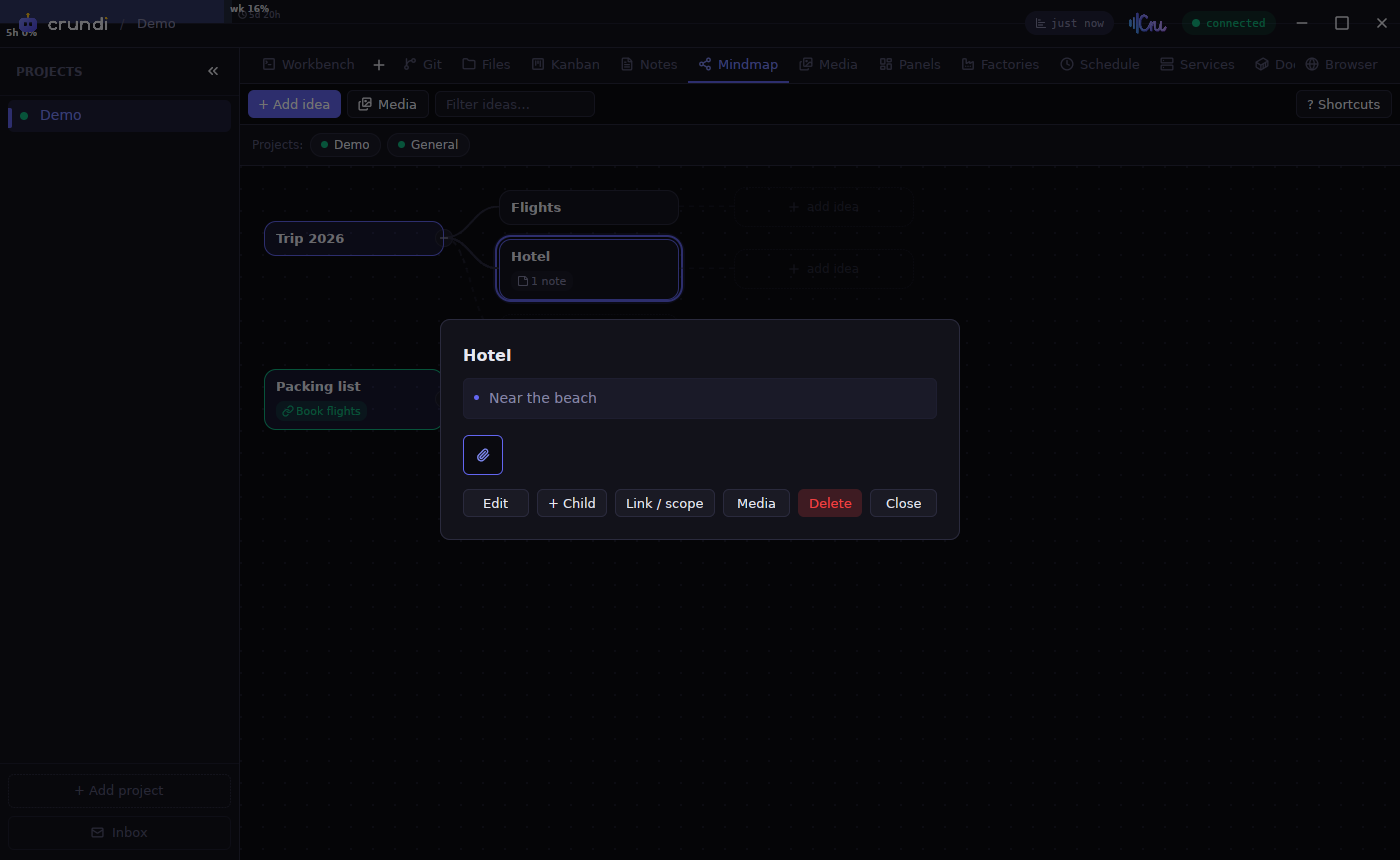 wk 16%
5d 20h
5h 0%
crundi / Demo
just now
Cru
connected
PROJECTS
Workbench
Git
Files
Kanban
Notes
Mindmap
Media
Panels
Factories
Schedule
Services
Doc
Browser
Demo
+ Add idea
Media
Filter ideas...
? Shortcuts
Projects:
Demo
General
Flights
+ add idea
Trip 2026
Hotel
1 note
+ add idea
Packing list
Book flights
Hotel
Near the beach
Edit
+ Child
Link / scope
Media
Delete
Close
+ Add project
Inbox